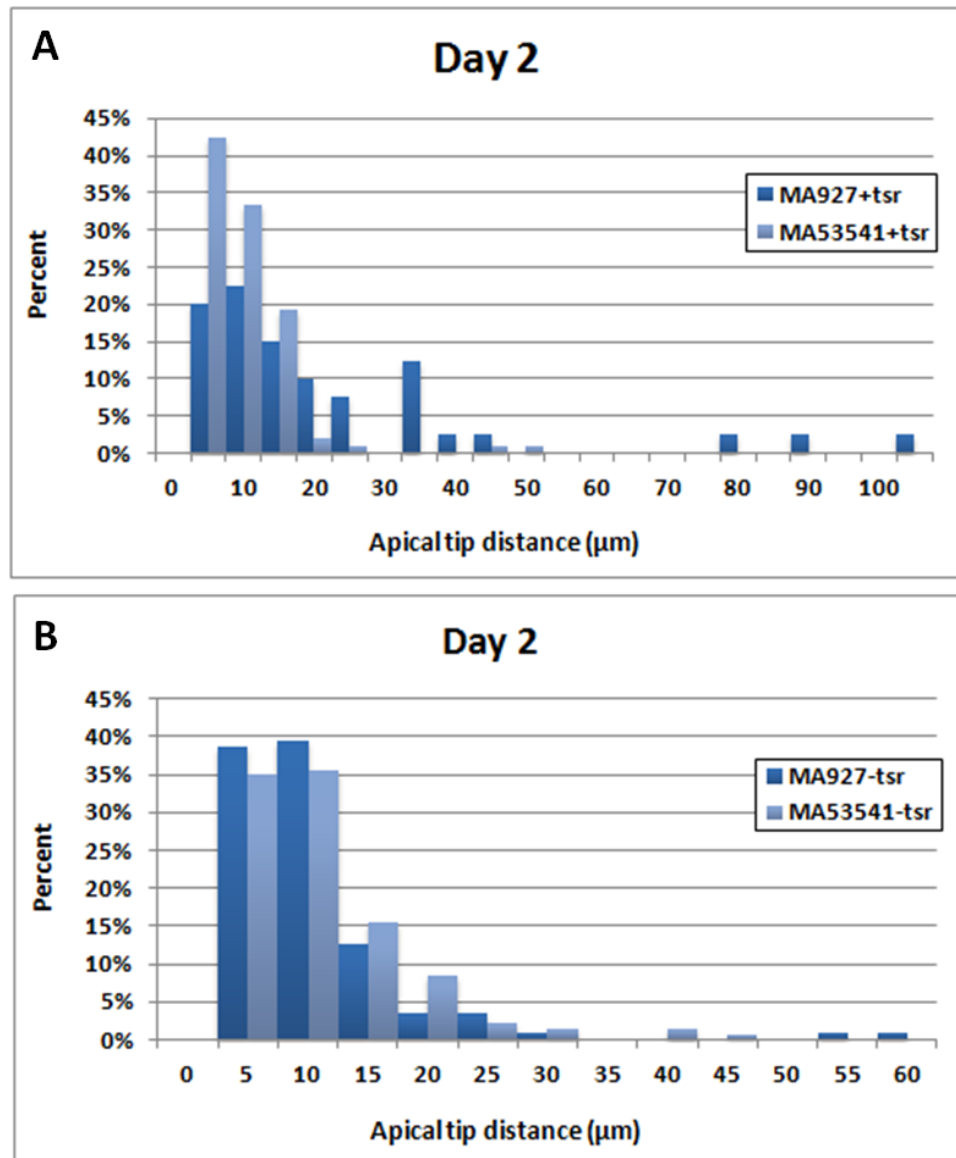 A
Day 2
45%
40%
35%
30%
25%
20%
15%
10%
5%
0%
Percent
MA927+tsr
MA53541+tsr
0 10 20 30 40 50 60 70 80 90 100
Apical tip distance (μm)
B
Day 2
45%
40%
35%
30%
25%
20%
15%
10%
5%
0%
Percent
MA927-tsr
MA53541-tsr
0 5 10 15 20 25 30 35 40 45 50 55 60
Apical tip distance (μm)